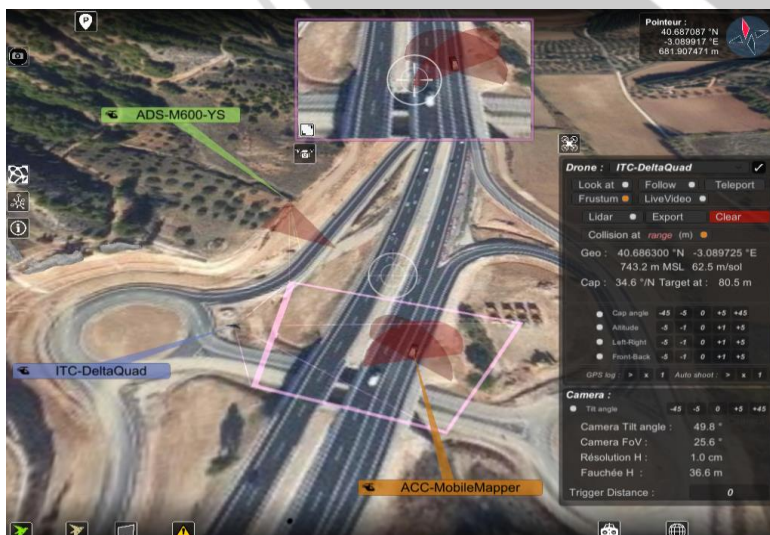 P
Pointeur :
40.687087 °N
-3.089917 °E
681.907471 m
ADS-M600-YS
Drone : ITC-DeltaQuad
Look at Follow Teleport
Frustum LiveVideo
Lidar Export Clear
Collision at range (m)
Geo : 40.686300 °N -3.089725 °E
743.2 m MSL 62.5 m/sol
Cap : 34.6 °/N Target at : 80.5 m
Cap angle -45 -5 0 +5 +45
Altitude -5 -1 0 +1 +5
Left-Right -5 -1 0 +1 +5
Front-Back -5 -1 0 +1 +5
GPS log : > x 1 Auto shoot : > x 1
ITC-DeltaQuad
Camera :
Tilt angle -45 -5 0 +5 +45
Camera Tilt angle : 49.8 °
Camera FoV : 25.6 °
Résolution H : 1.0 cm
Fauchée H : 36.6 m
Trigger Distance : 0
ACC-MobileMapper